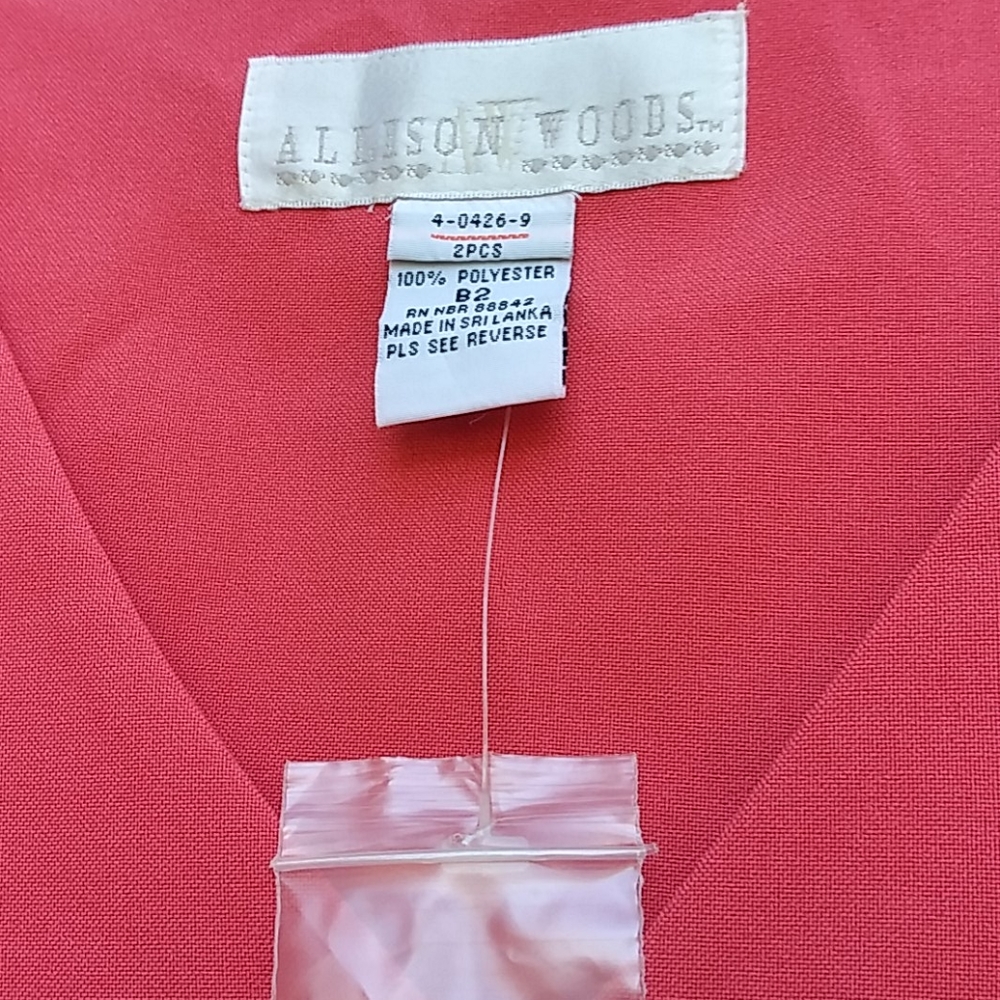 ALLISON WOODS™
4-0426-9
2PCS
100% POLYESTER
B2
RN NBR 88842
MADE IN SRI LANKA
PLS SEE REVERSE